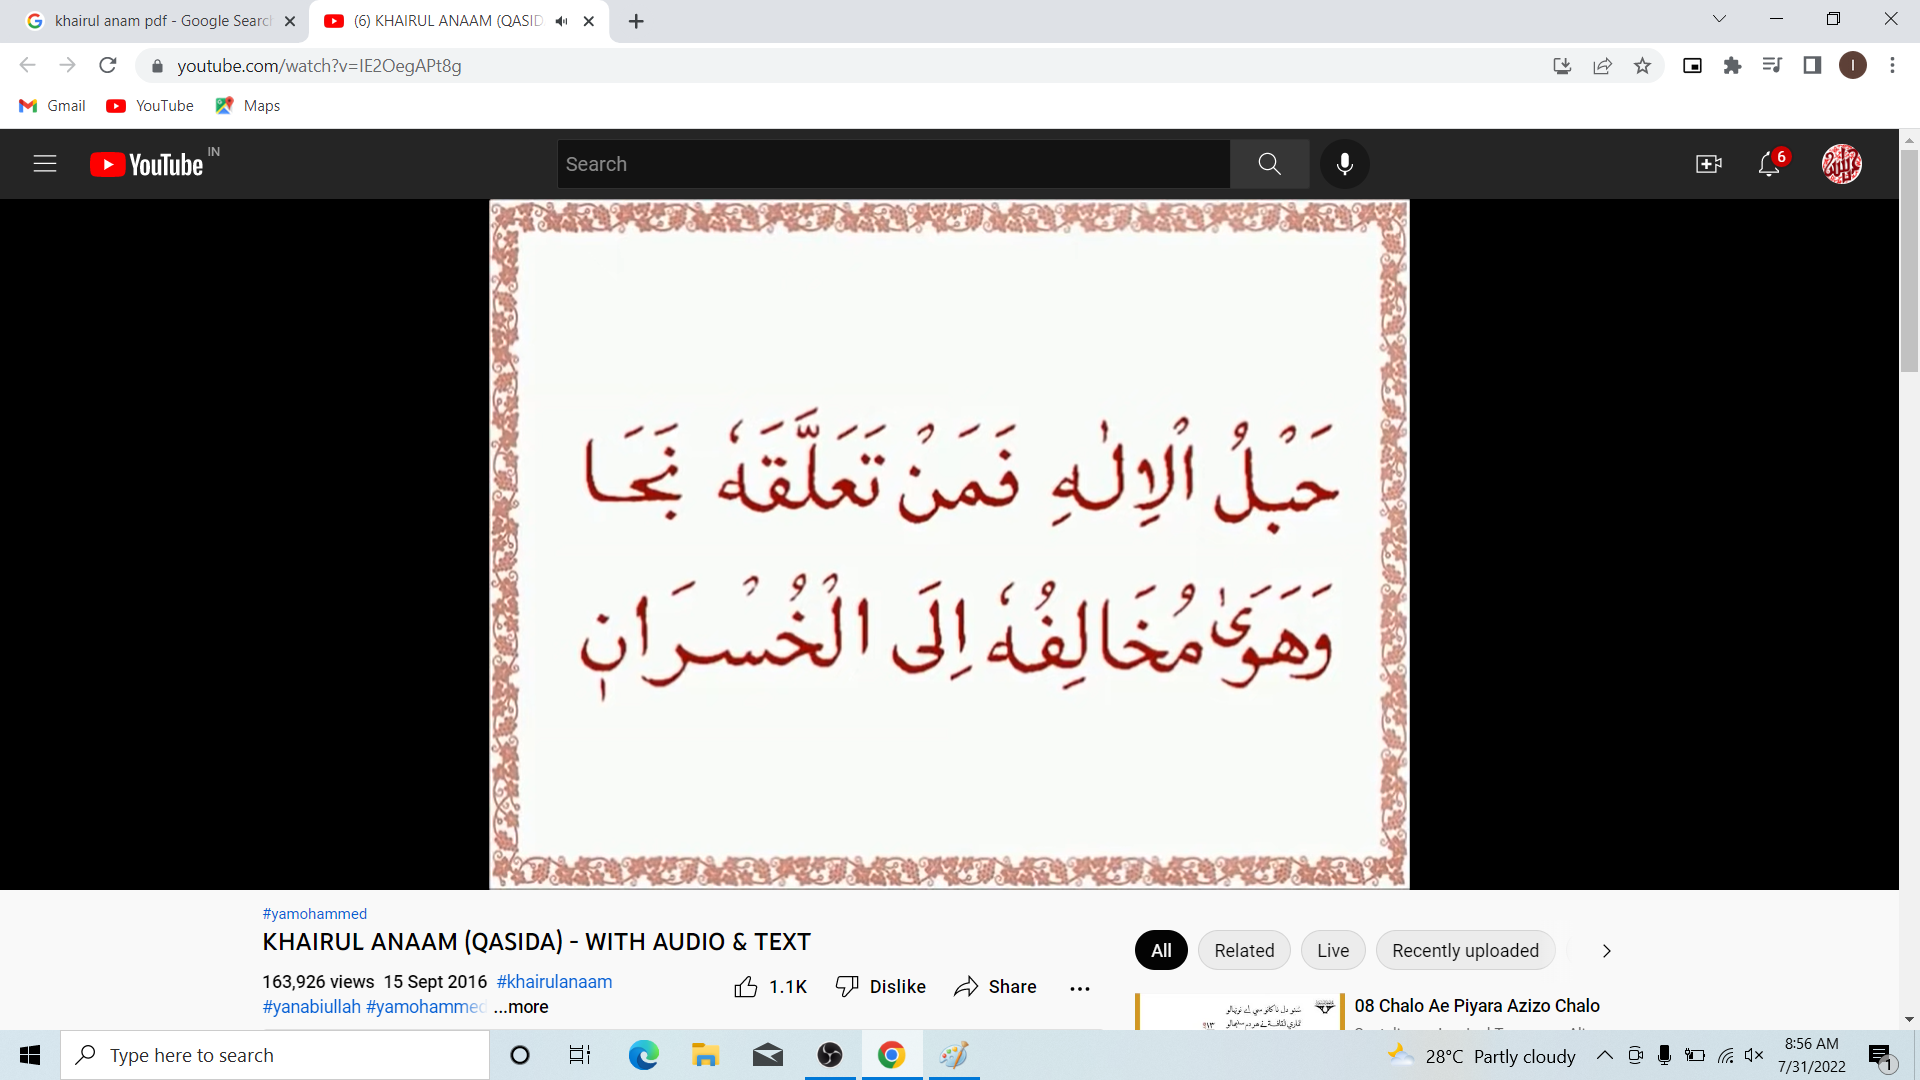 khairul anam pdf - Google Search
(6) KHAIRUL ANAAM (QASID
youtube.com/watch?v=IE2OegAPt8g
I
Gmail YouTube Maps
YouTube IN
Search
6
حَبْلُ الْاِلٰهِ فَمَنْ تَعَلَّقَهٗ نَجَا
وَهَوٰى مُخَالِفُهٗ اِلَى الْخُسْرَانِ
#yamohammed
KHAIRUL ANAAM (QASIDA) - WITH AUDIO & TEXT
163,926 views 15 Sept 2016 #khairulanaam
#yanabiullah #yamohammed ...more
1.1K Dislike Share
All Related Live Recently uploaded
08 Chalo Ae Piyara Azizo Chalo
Type here to search
28°C Partly cloudy
8:56 AM
7/31/2022
1